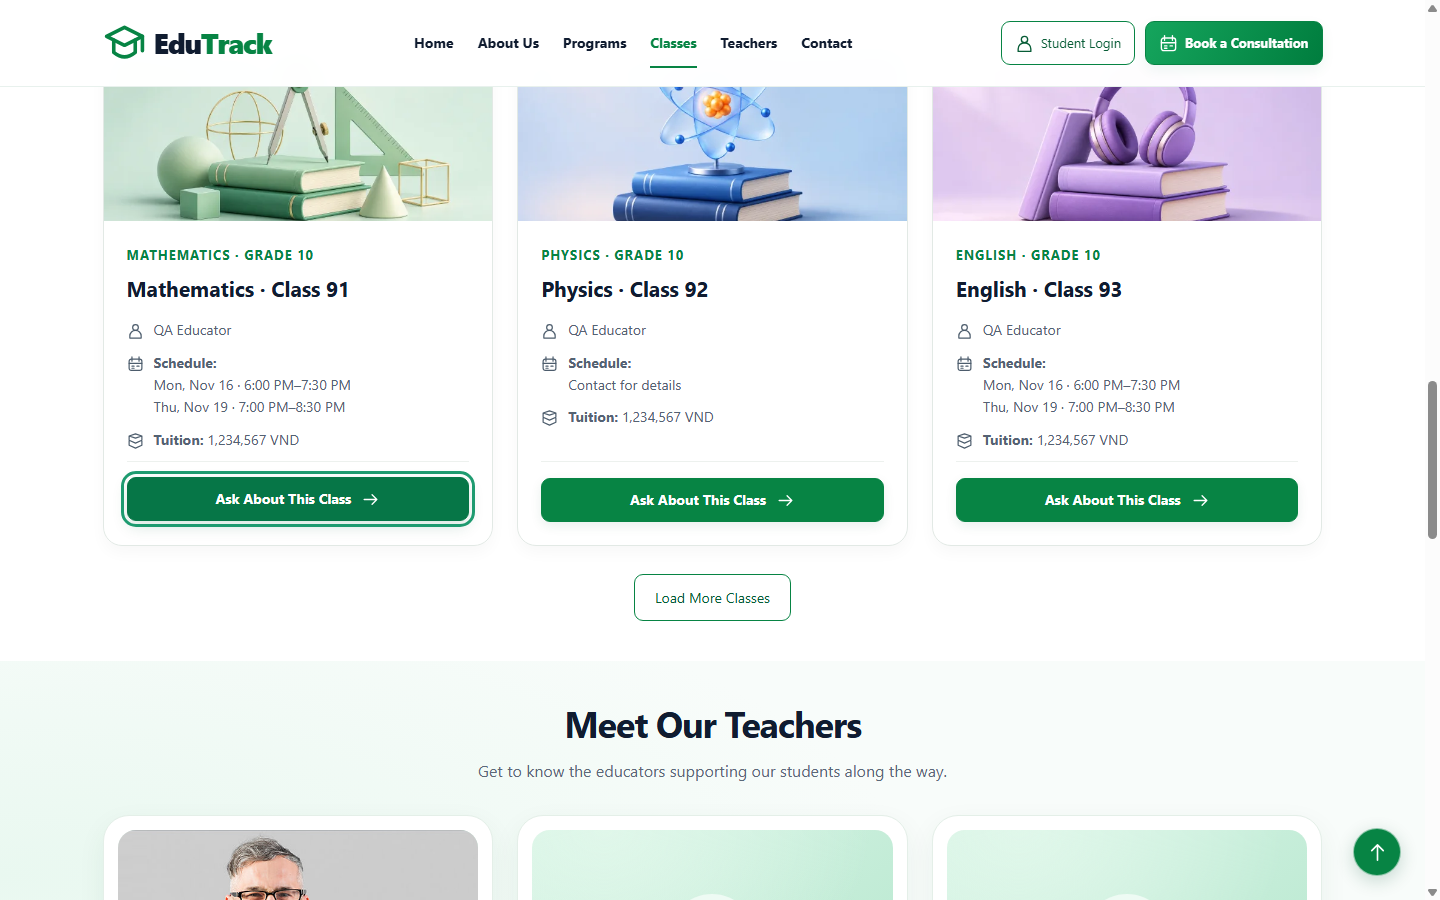 EduTrack
Home
About Us
Programs
Classes
Teachers
Contact
Student Login
Book a Consultation
MATHEMATICS · GRADE 10
Mathematics · Class 91
QA Educator
Schedule:
Mon, Nov 16 · 6:00 PM–7:30 PM
Thu, Nov 19 · 7:00 PM–8:30 PM
Tuition: 1,234,567 VND
Ask About This Class
PHYSICS · GRADE 10
Physics · Class 92
QA Educator
Schedule:
Contact for details
Tuition: 1,234,567 VND
Ask About This Class
ENGLISH · GRADE 10
English · Class 93
QA Educator
Schedule:
Mon, Nov 16 · 6:00 PM–7:30 PM
Thu, Nov 19 · 7:00 PM–8:30 PM
Tuition: 1,234,567 VND
Ask About This Class
Load More Classes
Meet Our Teachers
Get to know the educators supporting our students along the way.